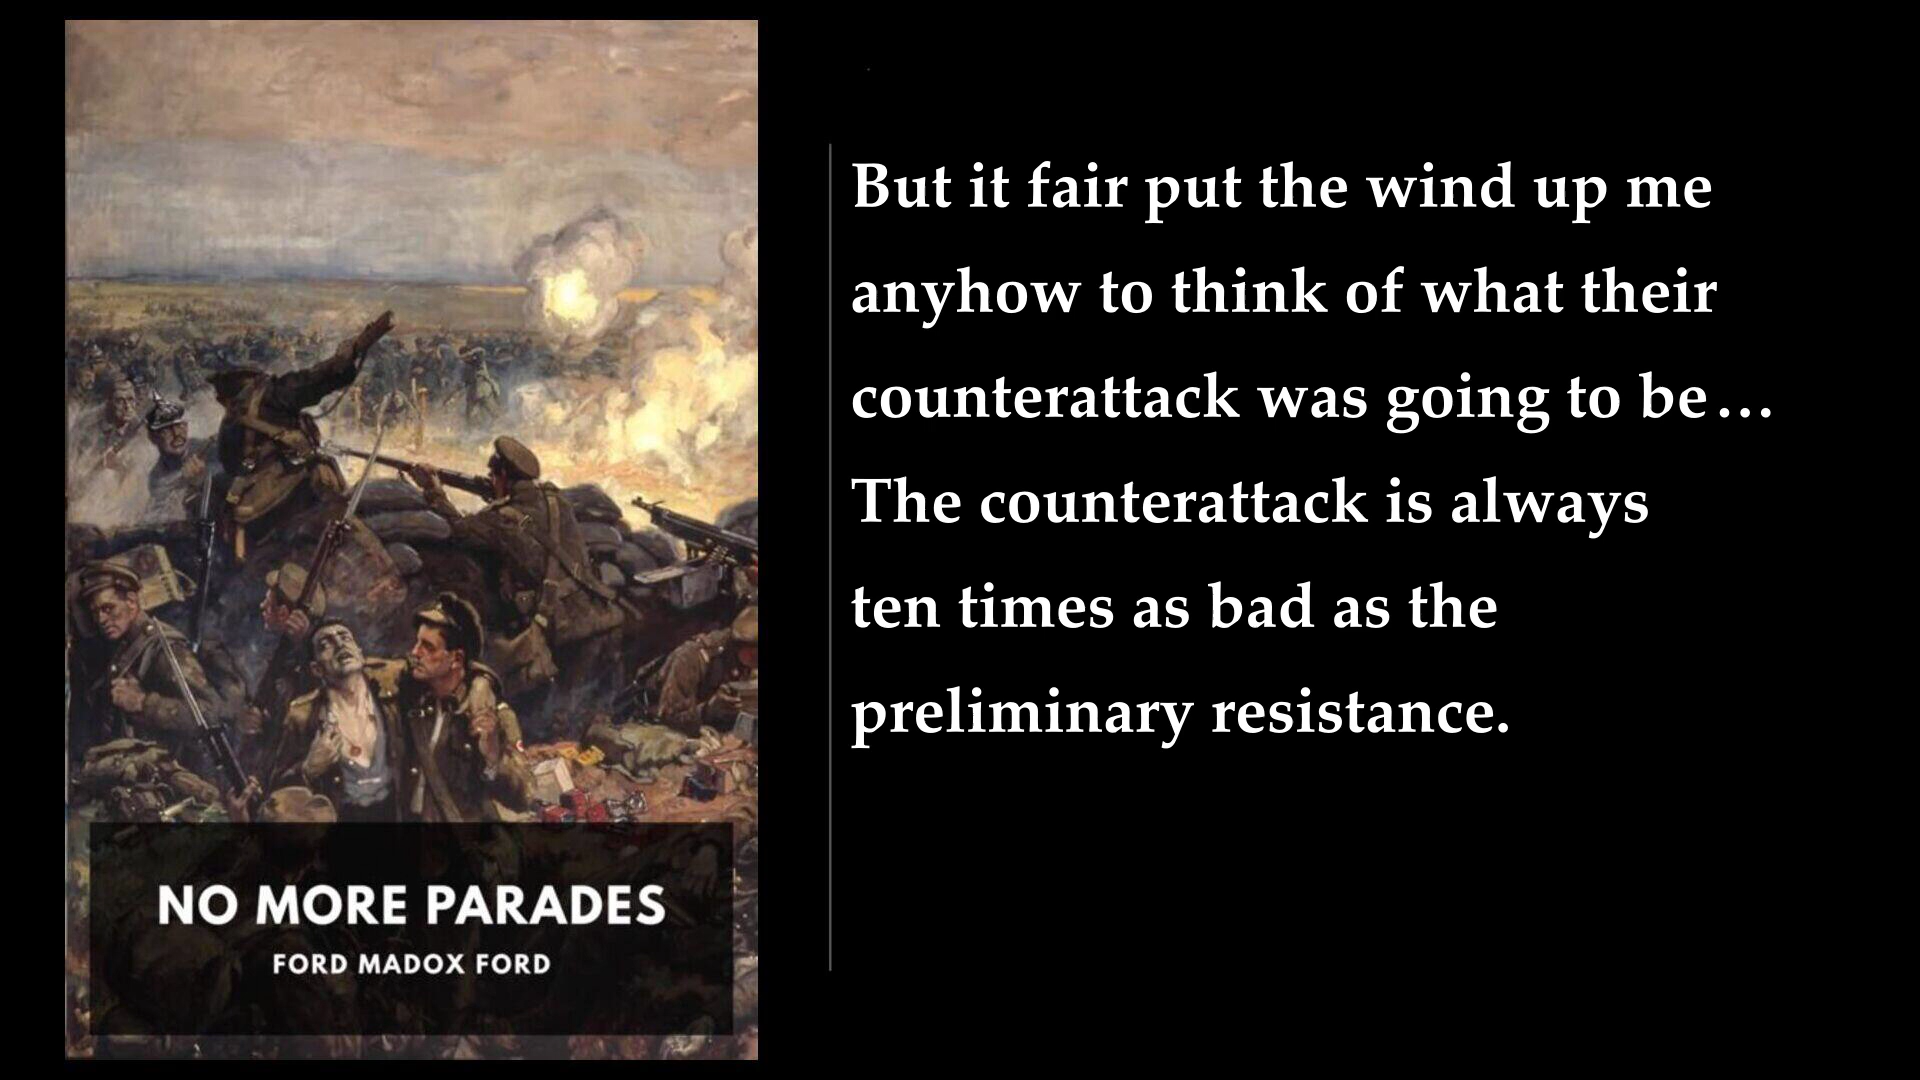 NO MORE PARADES
FORD MADOX FORD
But it fair put the wind up me
anyhow to think of what their
counterattack was going to be…
The counterattack is always
ten times as bad as the
preliminary resistance.